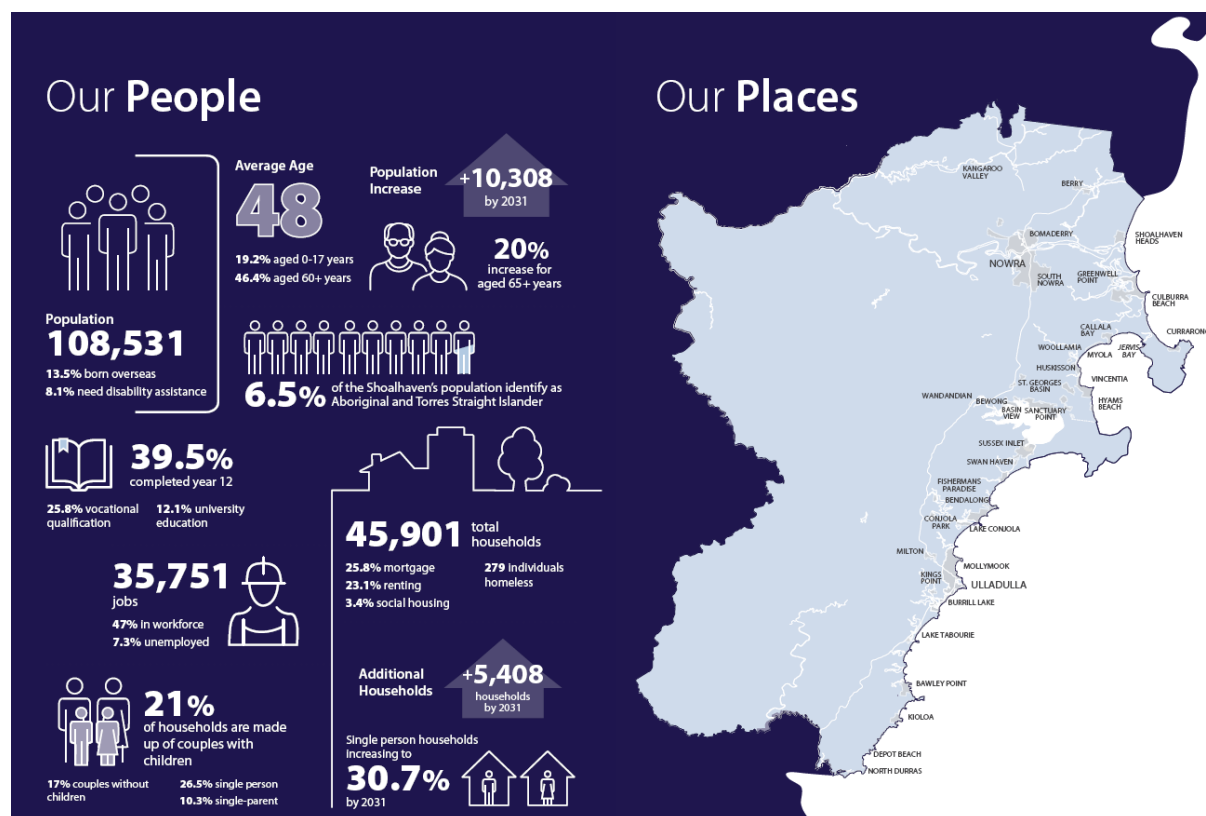 Our People
Average Age
48
19.2% aged 0-17 years
46.4% aged 60+ years
Population
Increase
+10,308
by 2031
20%
increase for
aged 65+ years
Population
108,531
13.5% born overseas
8.1% need disability assistance
6.5% of the Shoalhaven's population identify as
Aboriginal and Torres Straight Islander
39.5%
completed year 12
25.8% vocational
qualification
12.1% university
education
35,751
jobs
47% in workforce
7.3% unemployed
45,901 total
households
25.8% mortgage
23.1% renting
3.4% social housing
279 individuals
homeless
21%
of households are made
up of couples with
children
17% couples without
children
26.5% single person
10.3% single-parent
Additional
Households
+5,408
households
by 2031
Single person households
increasing to
30.7%
by 2031
Our Places
KANGAROO
VALLEY
BERRY
BOMADERRY
SHOALHAVEN
HEADS
NOWRA
SOUTH
NOWRA
GREENWELL
POINT
CULBURRA
BEACH
CALLALA
BAY
CURRARONG
WOOLLAMIA
MYOLA
JERVIS
BAY
HUSKISSON
VINCENTIA
ST. GEORGES
BASIN
WANDANDIAN
BEWONG
HYAMS
BEACH
BASIN
VIEW
SANCTUARY
POINT
SUSSEX INLET
SWAN HAVEN
FISHERMANS
PARADISE
BENDALONG
CONJOLA
PARK
LAKE CONJOLA
MILTON
MOLLYMOOK
KINGS
POINT
ULLADULLA
BURRILL LAKE
LAKE TABOURIE
BAWLEY POINT
KIOLOA
DEPOT BEACH
NORTH DURRAS